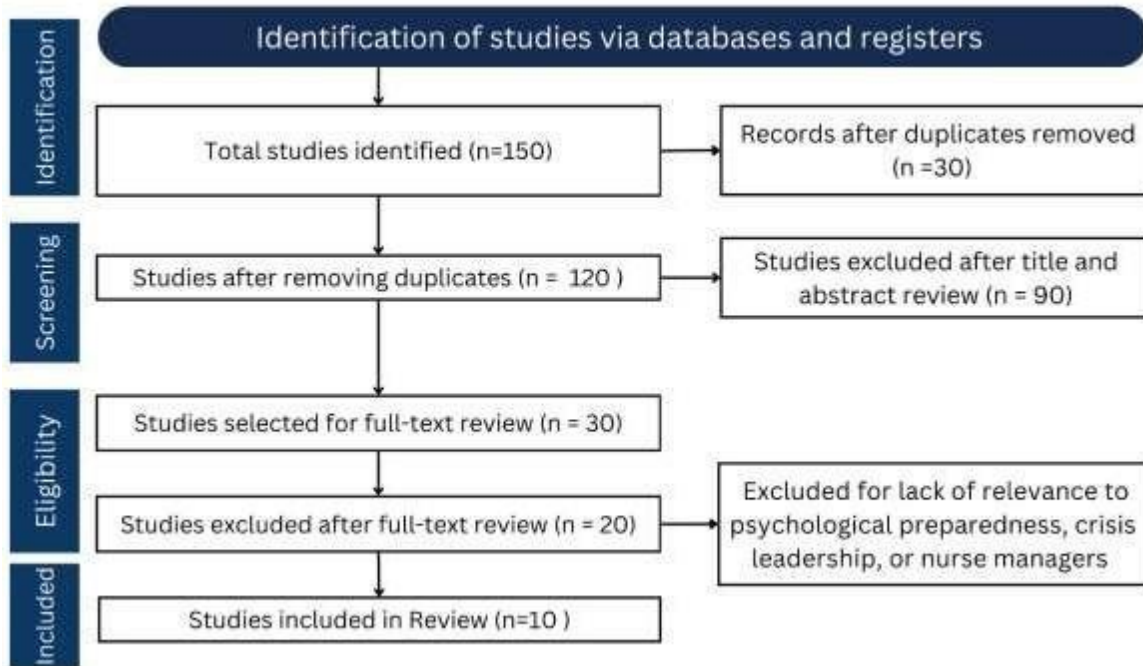 Identification of studies via databases and registers
Identification
Total studies identified (n=150)
Records after duplicates removed
(n =30)
Screening
Studies after removing duplicates (n = 120 )
Studies excluded after title and
abstract review (n = 90)
Eligibility
Studies selected for full-text review (n = 30)
Studies excluded after full-text review (n = 20)
Excluded for lack of relevance to
psychological preparedness, crisis
leadership, or nurse managers
Included
Studies included in Review (n=10 )